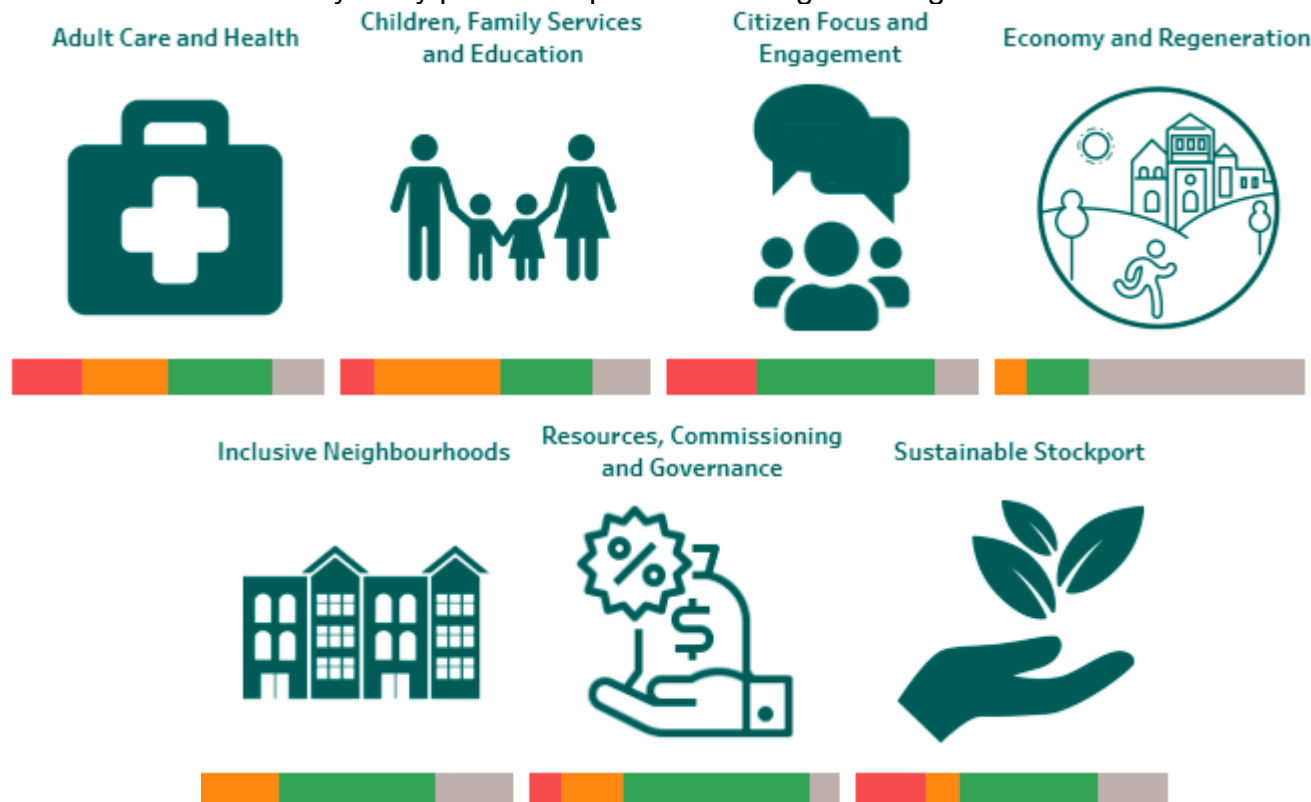 Adult Care and Health
Children, Family Services
and Education
Citizen Focus and
Engagement
Economy and Regeneration
Inclusive Neighbourhoods
Resources, Commissioning
and Governance
Sustainable Stockport
%
$